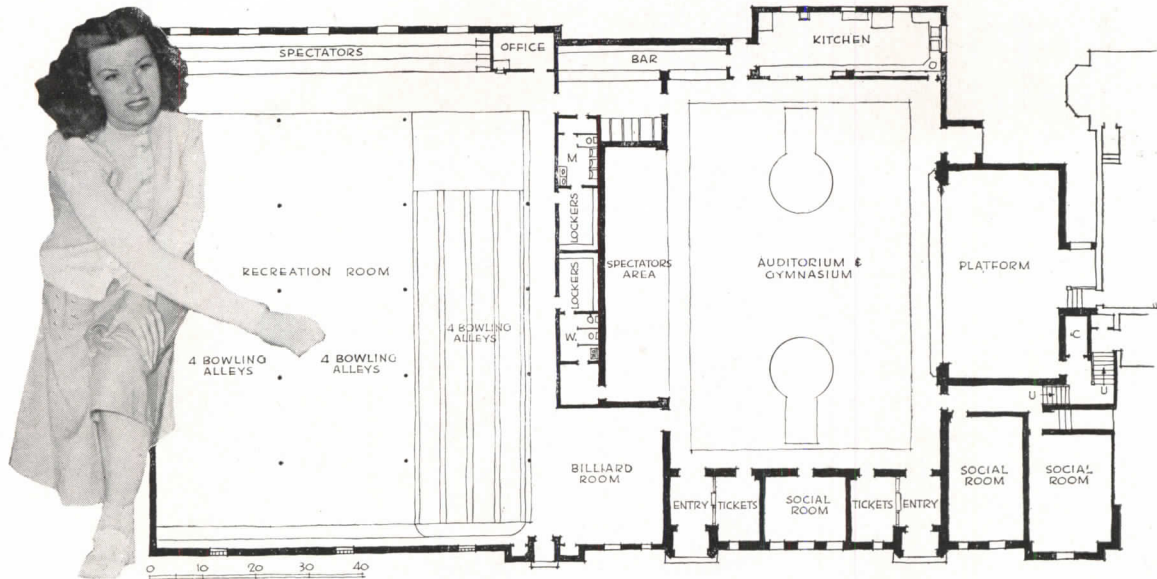 SPECTATORS
OFFICE
BAR
KITCHEN
M
LOCKERS
LOCKERS
W.
RECREATION ROOM
4 BOWLING
ALLEYS
4 BOWLING
ALLEYS
4 BOWLING
ALLEYS
SPECTATORS
AREA
AUDITORIUM &
GYMNASIUM
PLATFORM
C
U
U
BILLIARD
ROOM
ENTRY
TICKETS
SOCIAL
ROOM
TICKETS
ENTRY
SOCIAL
ROOM
SOCIAL
ROOM
0 10 20 30 40